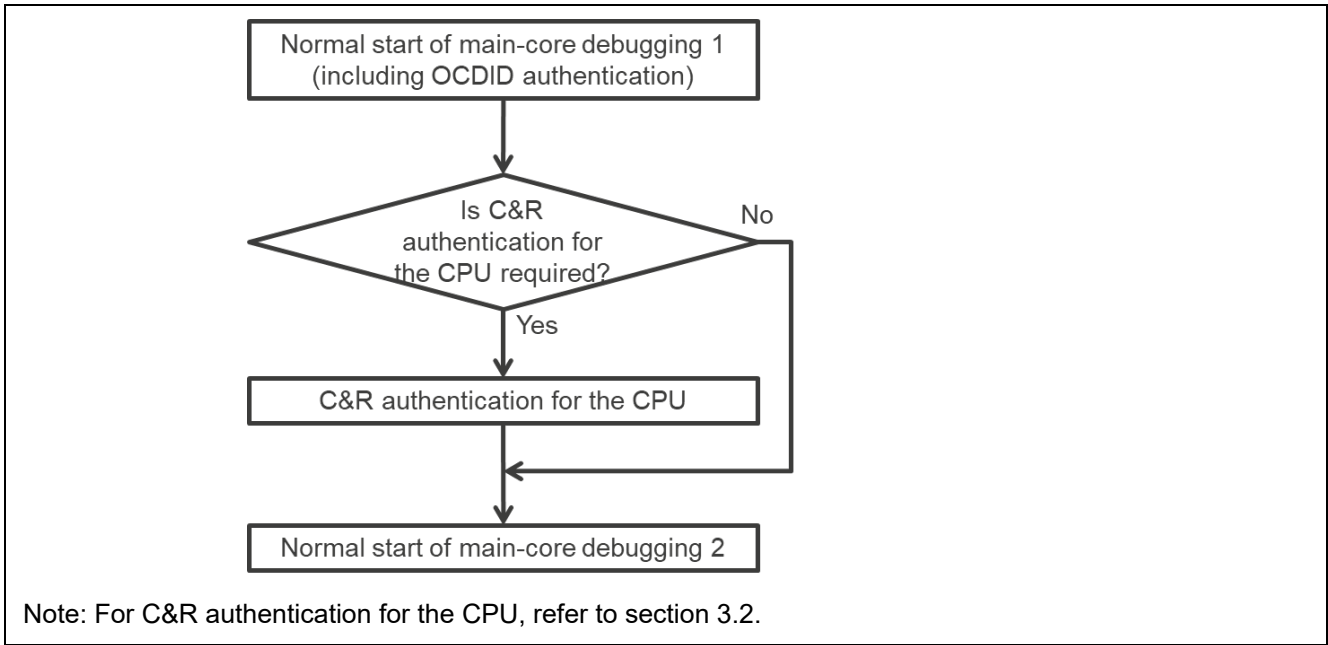 Normal start of main-core debugging 1
(including OCDID authentication)
Is C&R
authentication for
the CPU required?
No
Yes
C&R authentication for the CPU
Normal start of main-core debugging 2
Note: For C&R authentication for the CPU, refer to section 3.2.